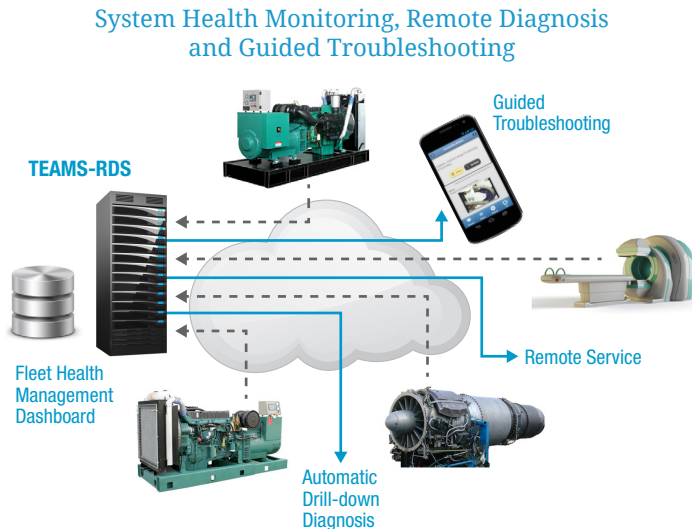 System Health Monitoring, Remote Diagnosis
and Guided Troubleshooting
Guided
Troubleshooting
TEAMS-RDS
Remote Service
Fleet Health
Management
Dashboard
Automatic
Drill-down
Diagnosis